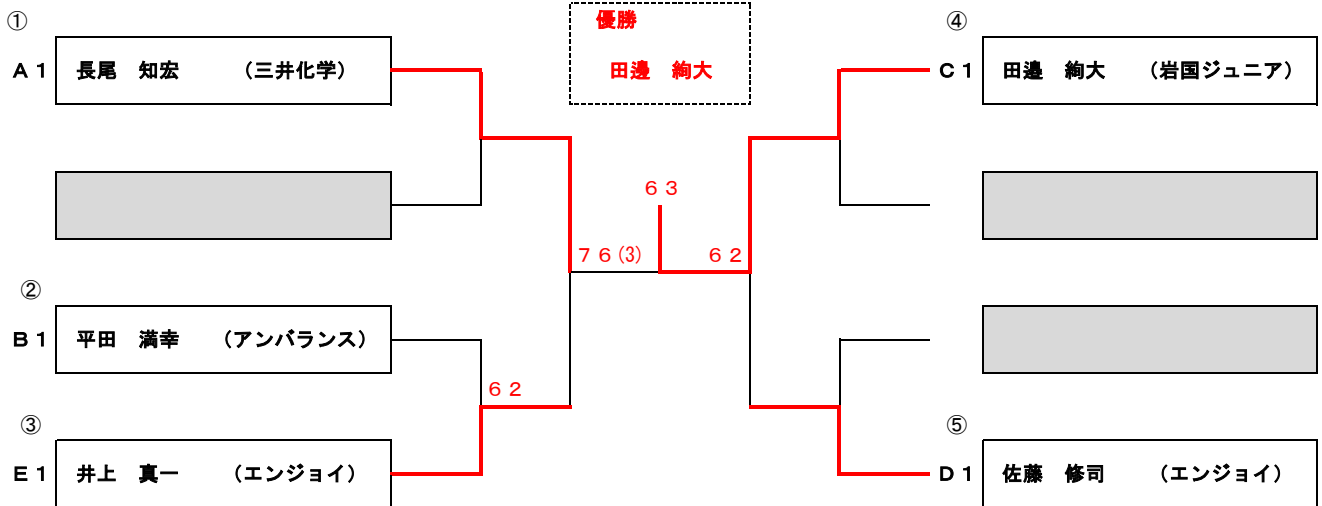 ① 優勝 ④
Ａ１ 長尾　知宏 （三井化学） 田邉　絢大 Ｃ１ 田邉　絢大 （岩国ジュニア）
６３
７６(3) ６２
②
Ｂ１ 平田　満幸 （アンバランス）
６２
③ ⑤
Ｅ１ 井上　真一 （エンジョイ） Ｄ１ 佐藤　修司 （エンジョイ）